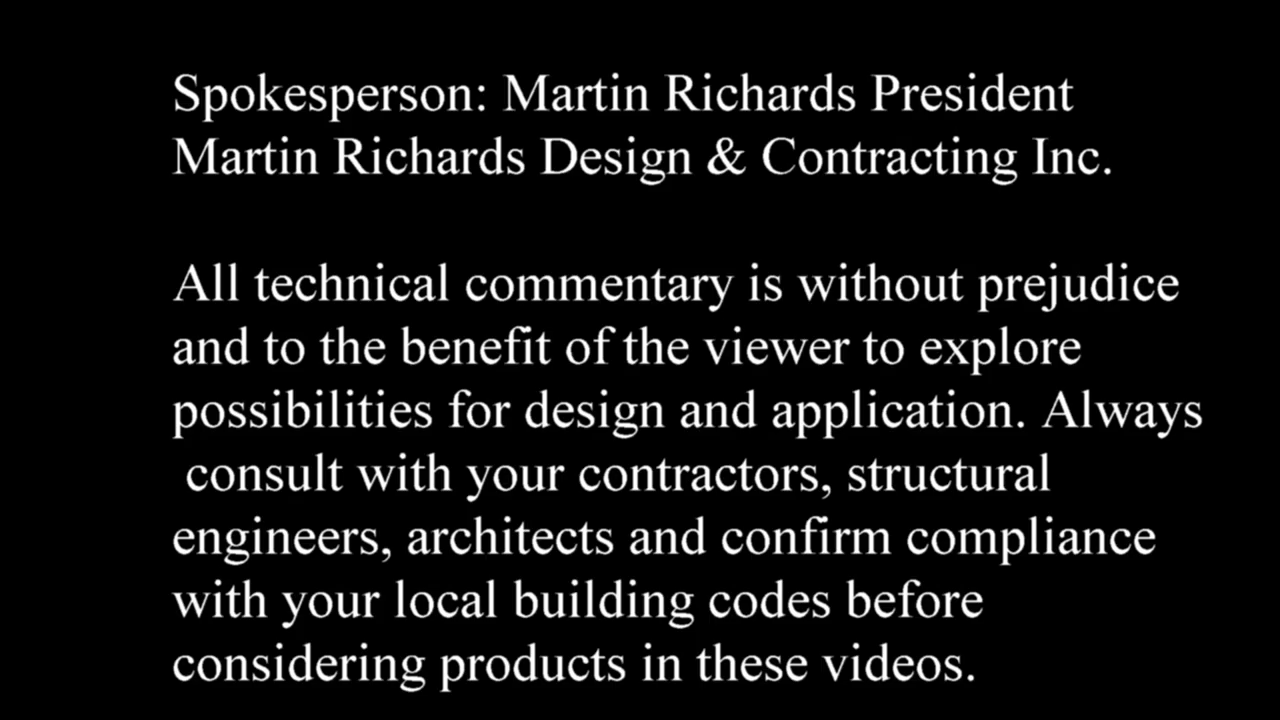 Spokesperson: Martin Richards President
Martin Richards Design & Contracting Inc.
All technical commentary is without prejudice
and to the benefit of the viewer to explore
possibilities for design and application. Always
consult with your contractors, structural
engineers, architects and confirm compliance
with your local building codes before
considering products in these videos.